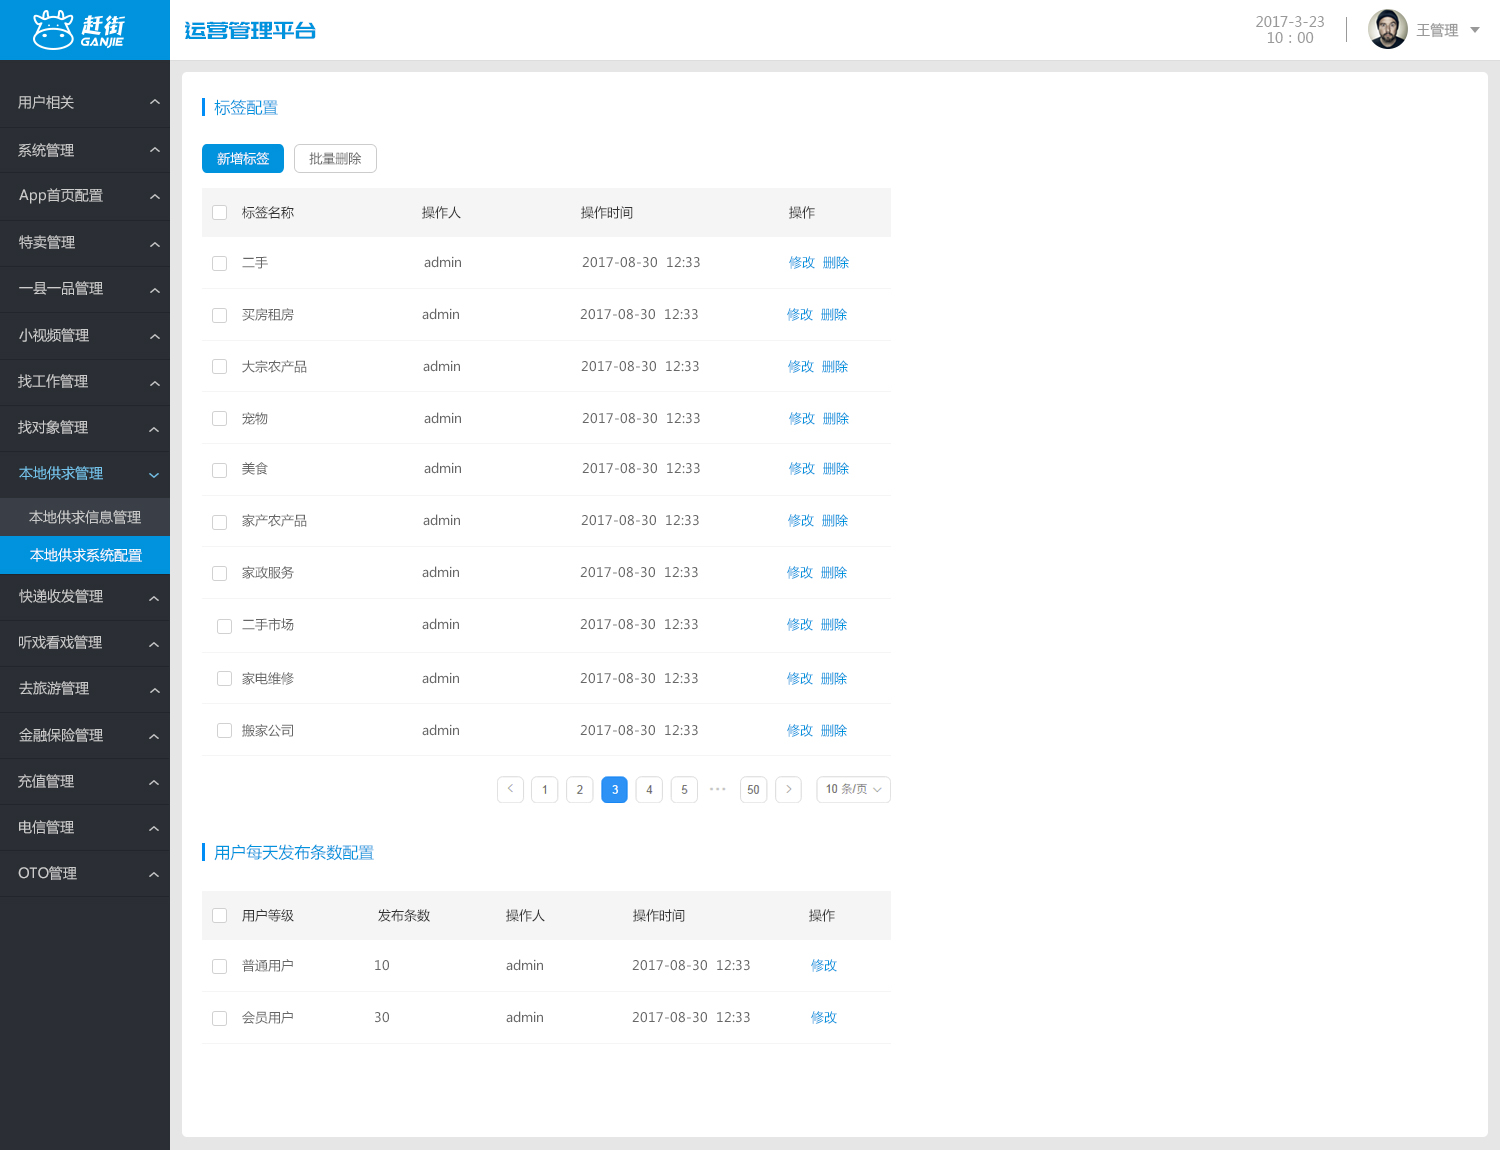 赶街
GANJIE
运营管理平台
2017-3-23
10：00
王管理
用户相关
系统管理
App首页配置
特卖管理
一县一品管理
小视频管理
找工作管理
找对象管理
本地供求管理
本地供求信息管理
本地供求系统配置
快递收发管理
听戏看戏管理
去旅游管理
金融保险管理
充值管理
电信管理
OTO管理
标签配置
新增标签 批量删除
标签名称 操作人 操作时间 操作
二手 admin 2017-08-30 12:33 修改 删除
买房租房 admin 2017-08-30 12:33 修改 删除
大宗农产品 admin 2017-08-30 12:33 修改 删除
宠物 admin 2017-08-30 12:33 修改 删除
美食 admin 2017-08-30 12:33 修改 删除
家产农产品 admin 2017-08-30 12:33 修改 删除
家政服务 admin 2017-08-30 12:33 修改 删除
二手市场 admin 2017-08-30 12:33 修改 删除
家电维修 admin 2017-08-30 12:33 修改 删除
搬家公司 admin 2017-08-30 12:33 修改 删除
< 1 2 3 4 5 ··· 50 > 10 条/页
用户每天发布条数配置
用户等级 发布条数 操作人 操作时间 操作
普通用户 10 admin 2017-08-30 12:33 修改
会员用户 30 admin 2017-08-30 12:33 修改